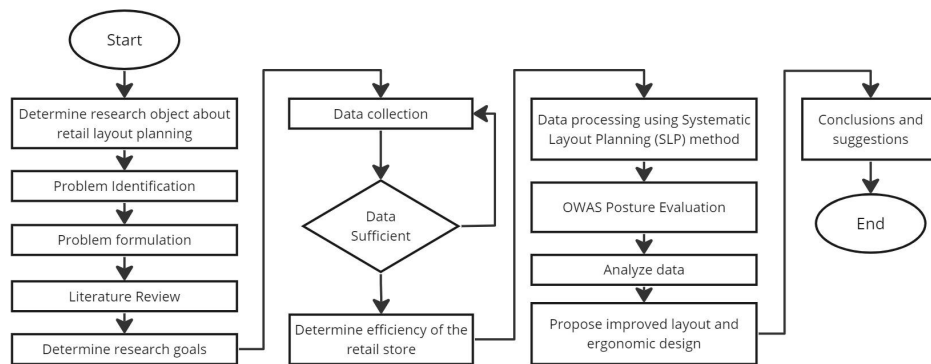 Start
Determine research object about
retail layout planning
Problem Identification
Problem formulation
Literature Review
Determine research goals
Data collection
Data
Sufficient
Determine efficiency of the
retail store
Data processing using Systematic
Layout Planning (SLP) method
OWAS Posture Evaluation
Analyze data
Propose improved layout and
ergonomic design
Conclusions and
suggestions
End